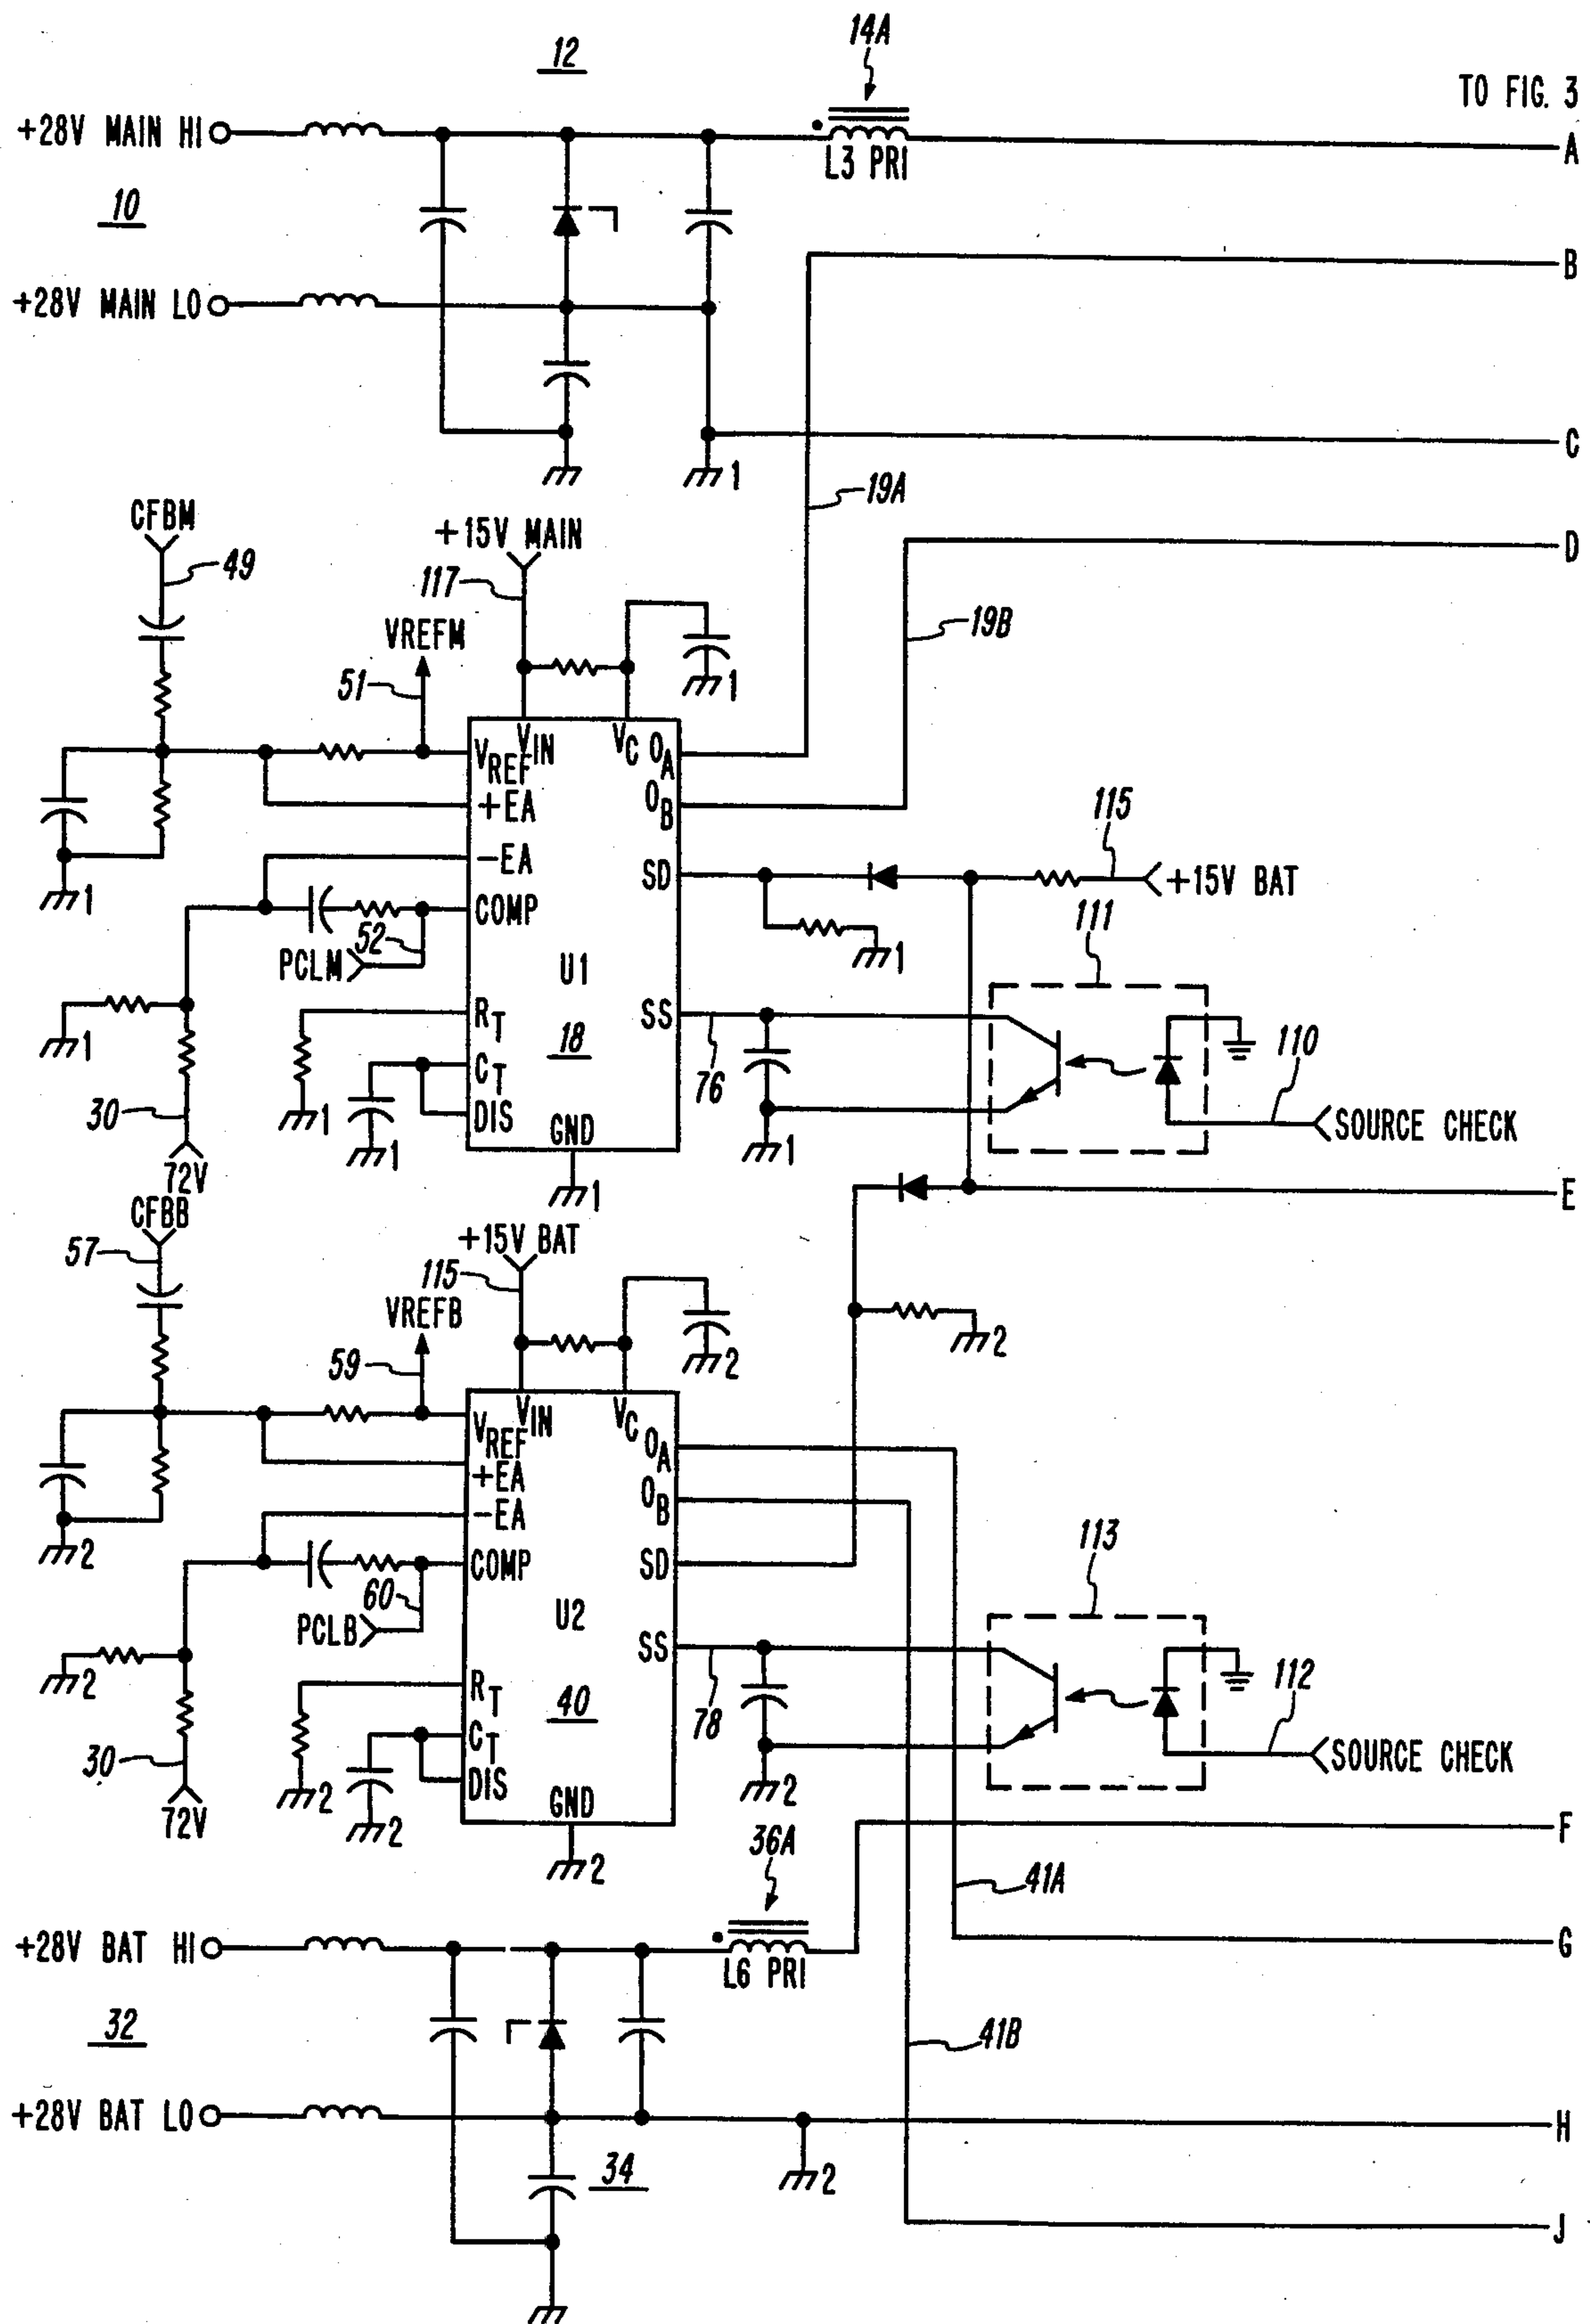 12
14A
TO FIG. 3
+28V MAIN HI
L3 PRI
A
10
B
+28V MAIN LO
C
1
19A
CFBM
+15V MAIN
D
49
117
19B
VREFM
51
1
VREF
VIN
VC
OA
+EA
OB
115
-EA
SD
+15V BAT
1
COMP
111
52
PCLM
U1
1
RT
SS
1
18
110
CT
76
30
DIS
SOURCE CHECK
1
GND
1
1
72V
1
E
CFBB
57
+15V BAT
115
VREFB
2
59
2
VREF
VIN
VC
OA
+EA
OB
-EA
113
2
COMP
SD
60
PCLB
U2
SS
2
RT
112
40
78
CT
30
SOURCE CHECK
DIS
2
2
72V
GND
2
F
36A
2
41A
+28V BAT HI
G
L6 PRI
32
41B
+28V BAT LO
H
34
2
J